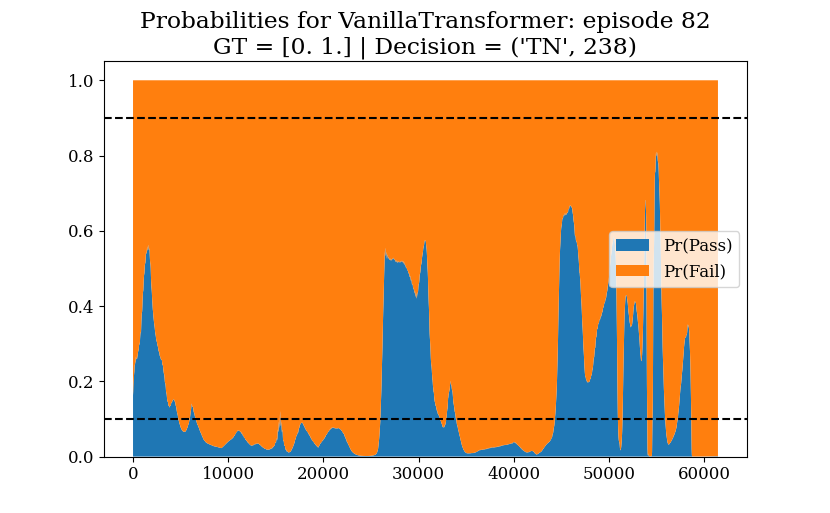 Probabilities for VanillaTransformer: episode 82
GT = [0. 1.] | Decision = ('TN', 238)
1.0
0.8
0.6
0.4
0.2
0.0
Pr(Pass)
Pr(Fail)
0 10000 20000 30000 40000 50000 60000